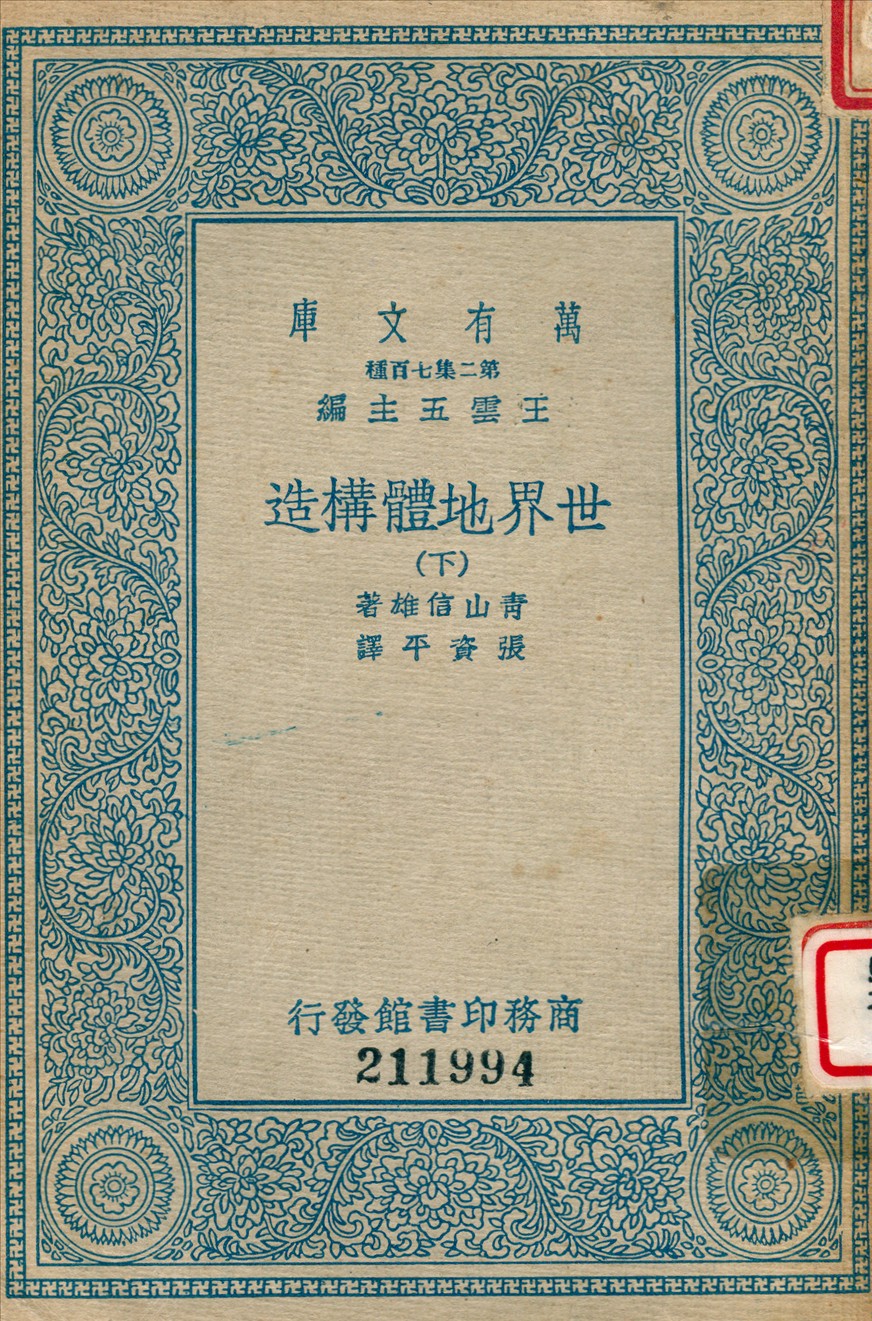 萬有文庫
第二集七百種
王雲五主編
世界地體構造
(下)
青山信雄著
張資平譯
商務印書館發行
211994